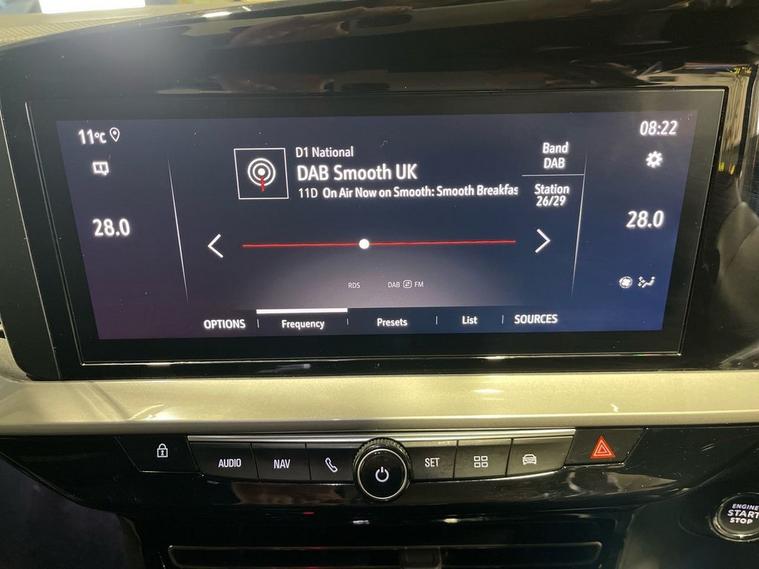 11°C
08:22
D1 National
DAB Smooth UK
11D On Air Now on Smooth: Smooth Breakfas
Band
DAB
Station
26/29
28.0
28.0
RDS
DAB FM
OPTIONS
Frequency
Presets
List
SOURCES
AUDIO
NAV
SET
ENGINE
START
STOP